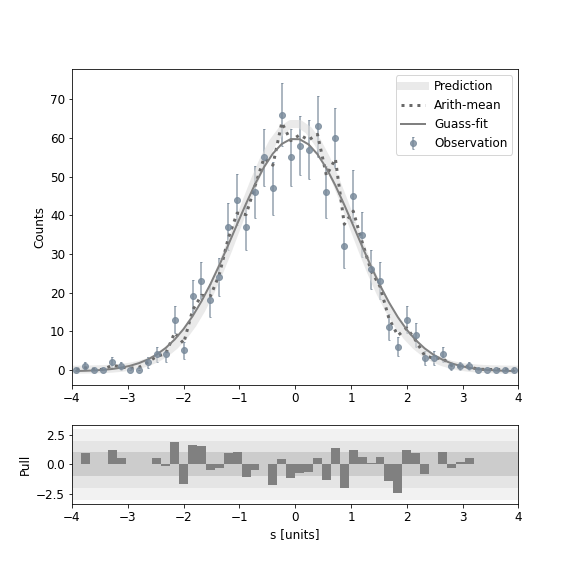 70
60
50
40
30
20
10
0
Counts
Prediction
Arith-mean
Guass-fit
Observation
−4 −3 −2 −1 0 1 2 3 4
2.5
0.0
−2.5
Pull
−4 −3 −2 −1 0 1 2 3 4
s [units]